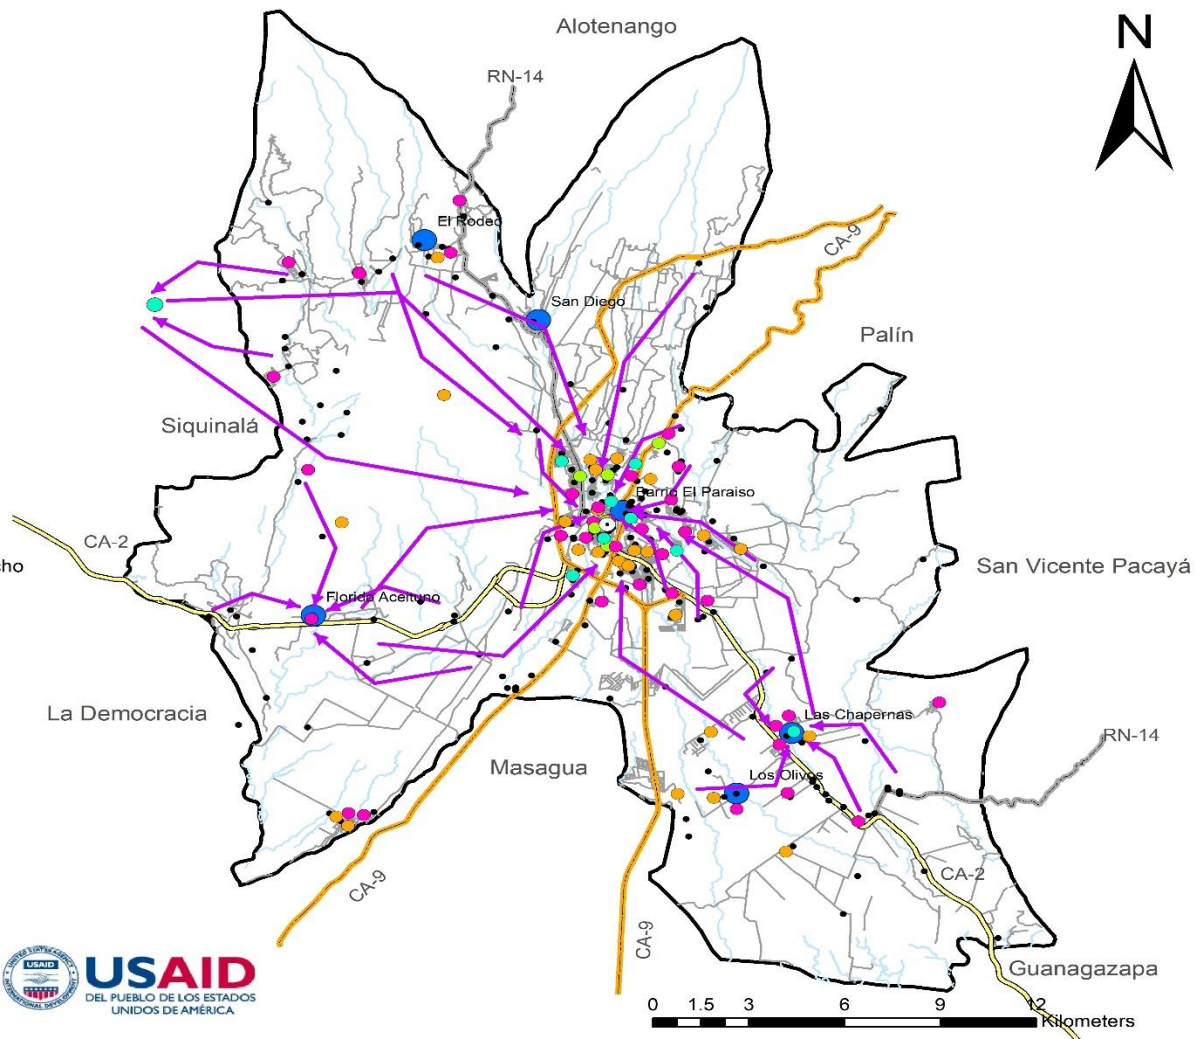 Alotenango
N
RN-14
El Rodeo
CA-9
San Diego
Palín
Siquinalá
Barrio El Paraiso
CA-2
cho
San Vicente Pacayá
Florida Aceituno
La Democracia
Las Chapernas
RN-14
Masagua
Los Olivos
CA-9
CA-2
CA-9
Guanagazapa
USAID
USAID
DEL PUEBLO DE LOS ESTADOS
UNIDOS DE AMÉRICA
0 1.5 3 6 9 12
Kilometers